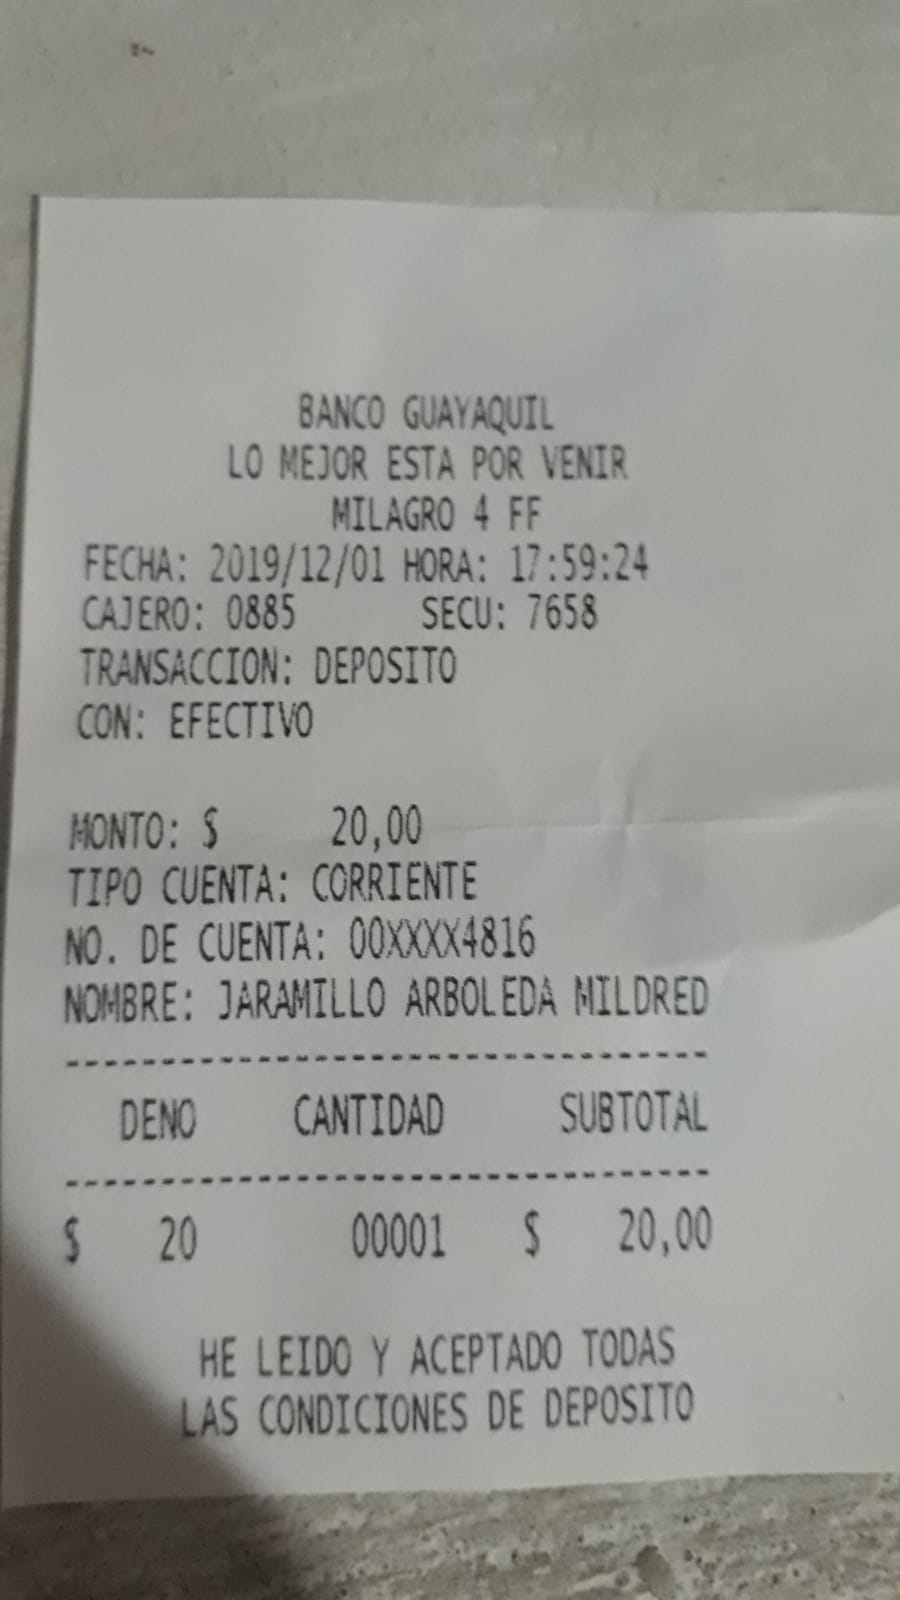 BANCO GUAYAQUIL
LO MEJOR ESTA POR VENIR
MILAGRO 4 FF
FECHA: 2019/12/01 HORA: 17:59:24
CAJERO: 0885 SECU: 7658
TRANSACCION: DEPOSITO
CON: EFECTIVO
MONTO: $ 20,00
TIPO CUENTA: CORRIENTE
NO. DE CUENTA: 00XXXX4816
NOMBRE: JARAMILLO ARBOLEDA MILDRED
---------------------------------
DENO CANTIDAD SUBTOTAL
---------------------------------
$ 20 00001 $ 20,00
HE LEIDO Y ACEPTADO TODAS
LAS CONDICIONES DE DEPOSITO